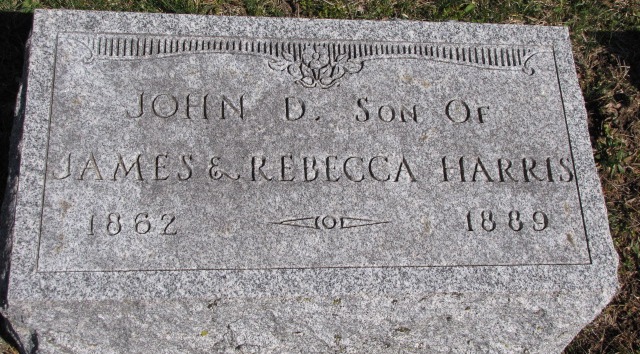 JOHN D. SON OF
JAMES & REBECCA HARRIS
1862 1889